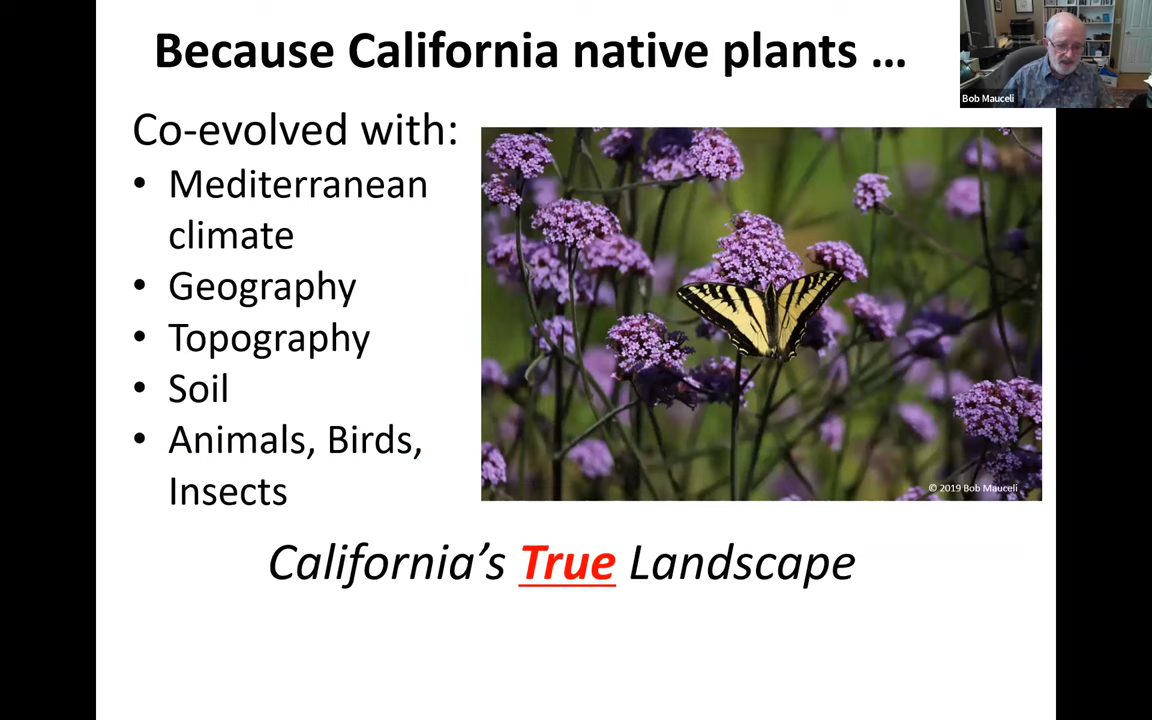 Because California native plants ...
Bob Mauceli
Co-evolved with:
• Mediterranean
climate
• Geography
• Topography
• Soil
• Animals, Birds,
Insects
© 2019 Bob Mauceli
California's True Landscape